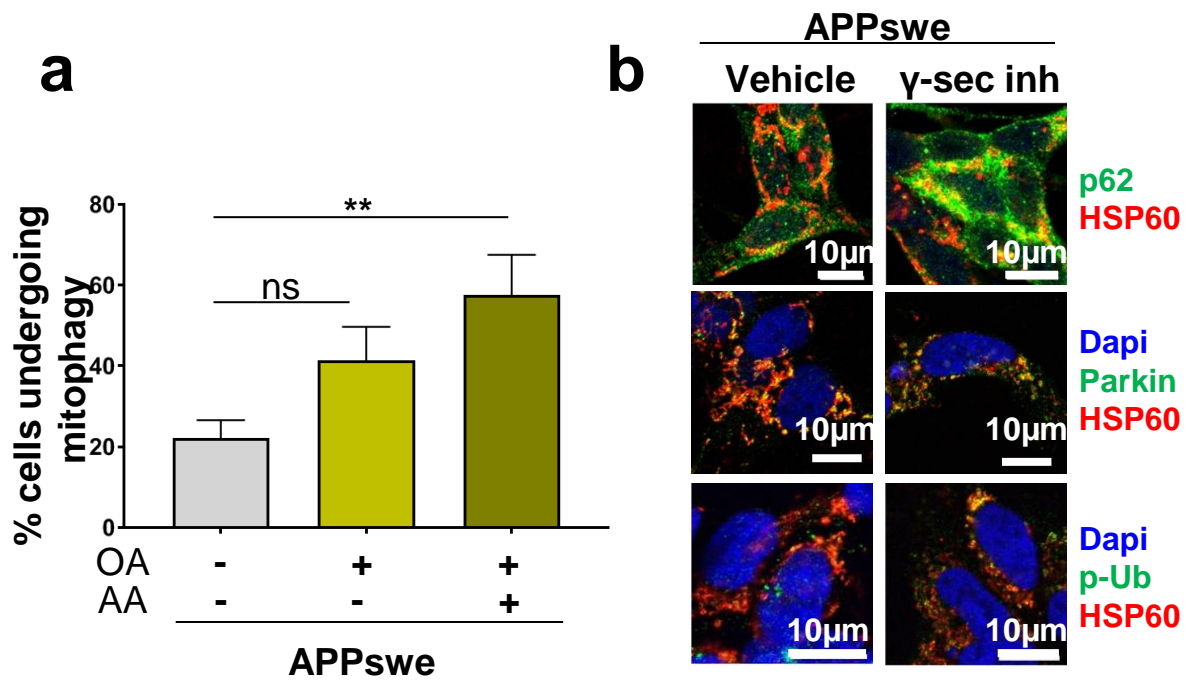 a
% cells undergoing
mitophagy
80
60
40
20
0
**
ns
OA - + +
AA - - +
APPswe
b
APPswe
Vehicle γ-sec inh
10µm 10µm
p62
HSP60
10µm 10µm
Dapi
Parkin
HSP60
10µm 10µm
Dapi
p-Ub
HSP60